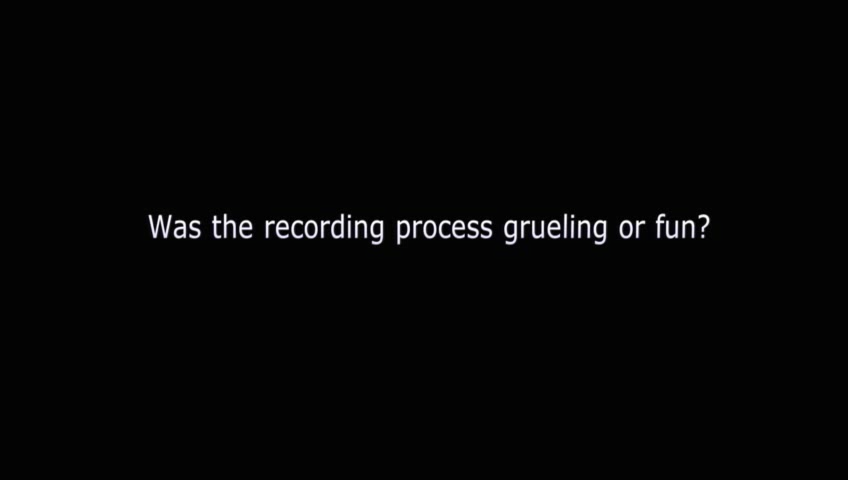 Was the recording process grueling or fun?